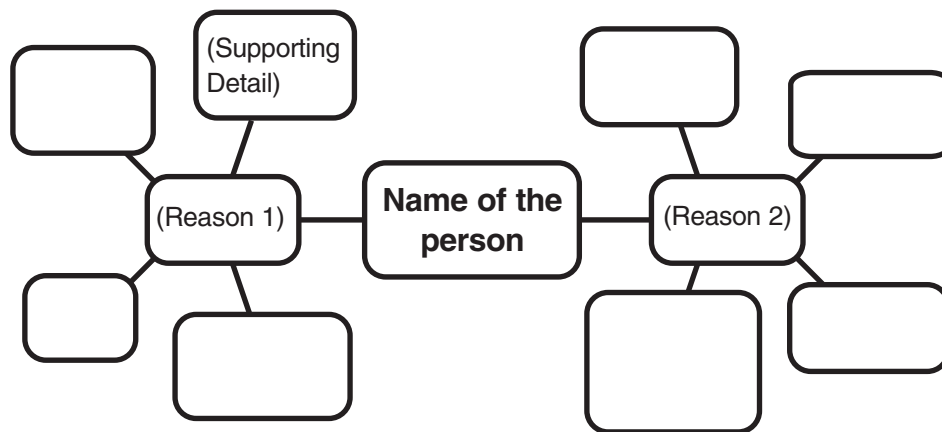 (Supporting
Detail)
(Reason 1)
Name of the
person
(Reason 2)